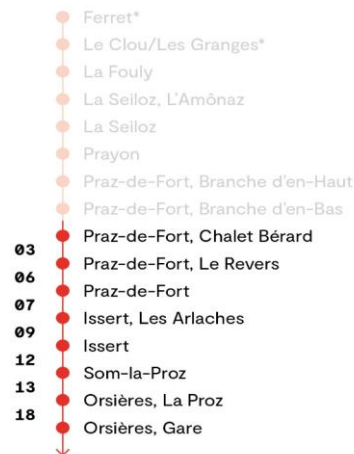 Ferret*
Le Clou/Les Granges*
La Fouly
La Seiloz, L'Amônaz
La Seiloz
Prayon
Praz-de-Fort, Branche d'en-Haut
Praz-de-Fort, Branche d'en-Bas
Praz-de-Fort, Chalet Bérard
03
Praz-de-Fort, Le Revers
06
Praz-de-Fort
07
Issert, Les Arlaches
09
Issert
12
Som-la-Proz
13
Orsières, La Proz
18
Orsières, Gare